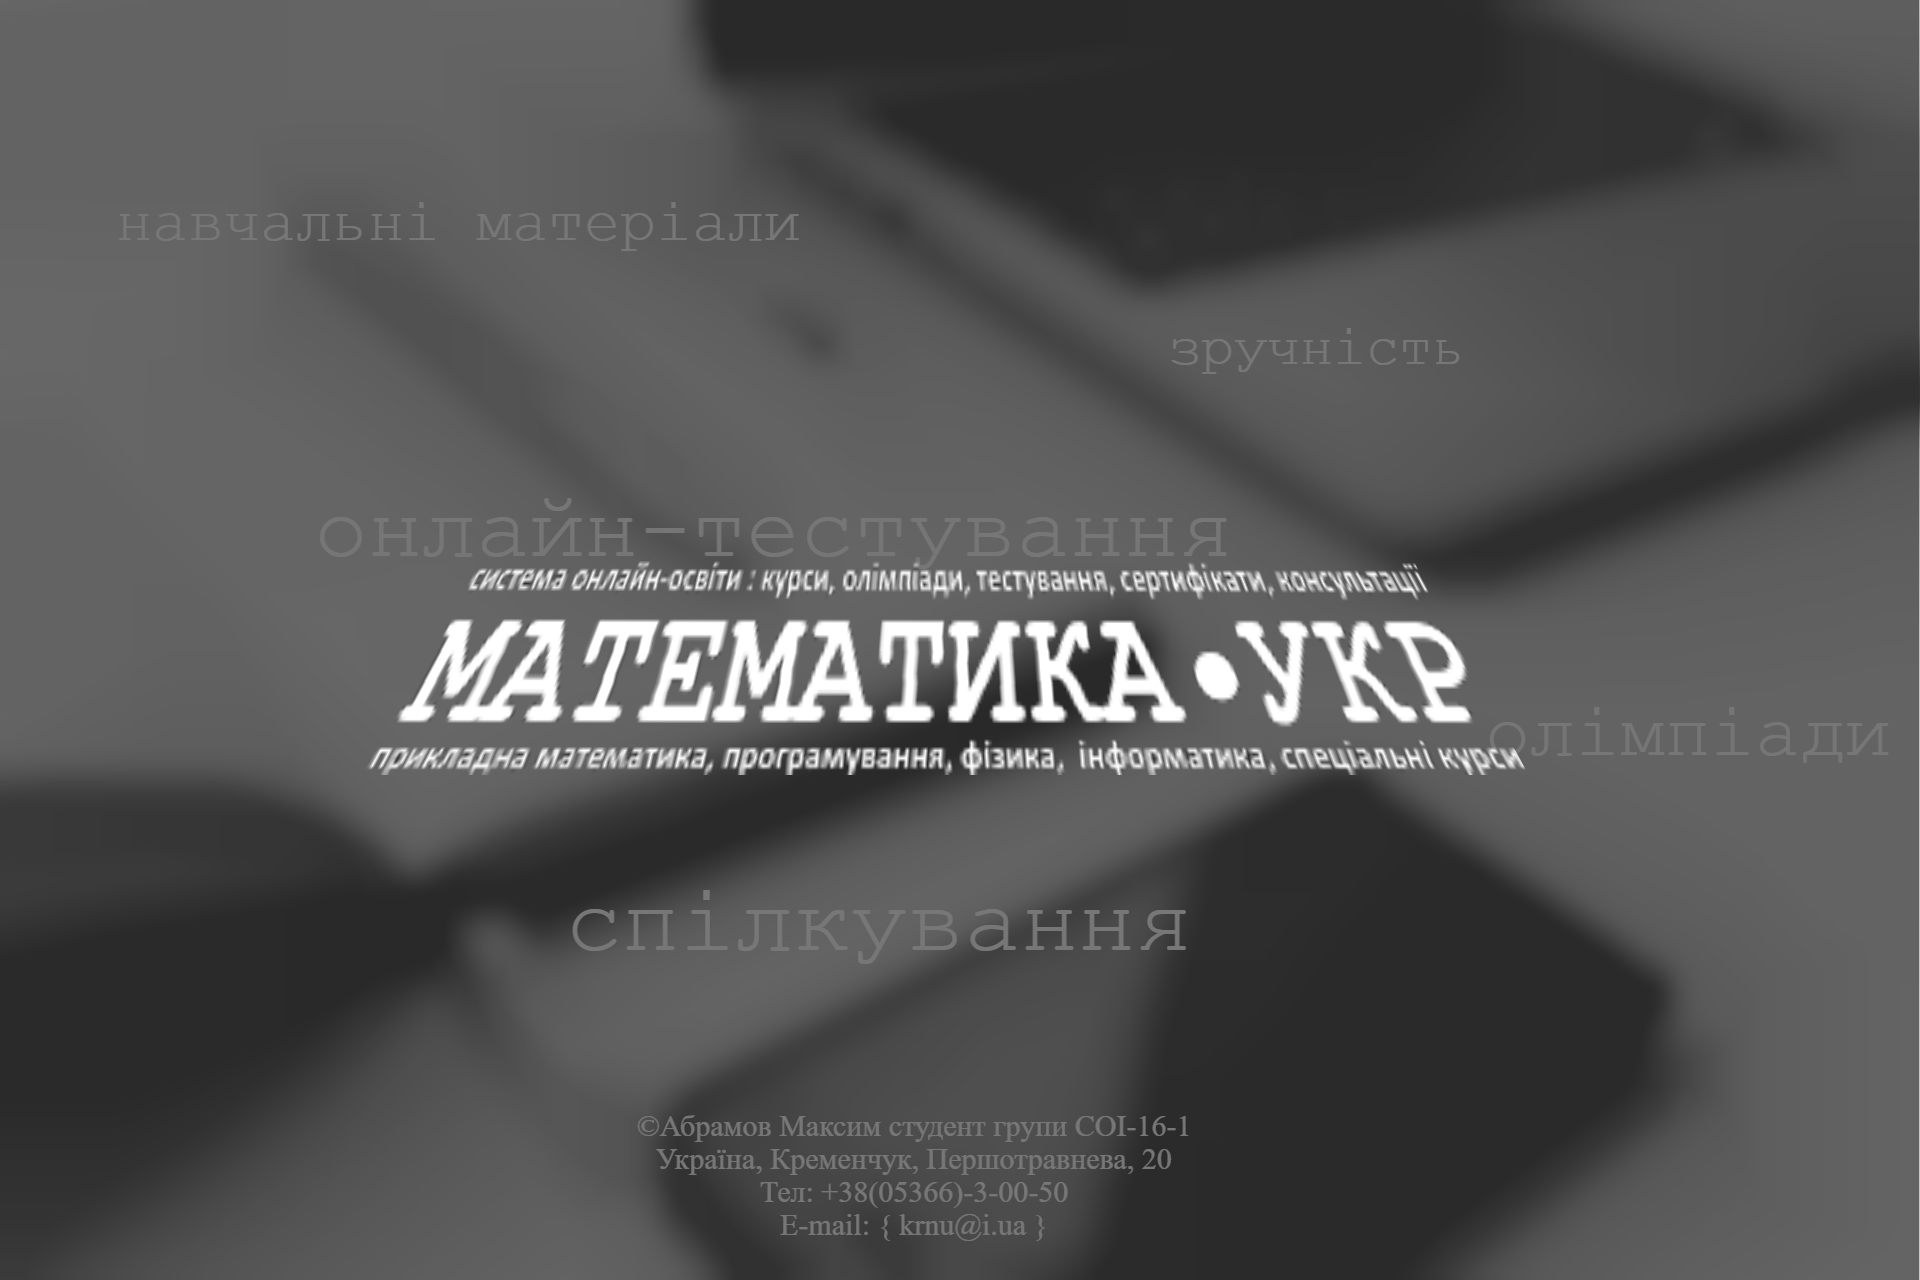 навчальні матеріали
зручність
онлайн-тестування
система онлайн-освіти : курси, олімпіади, тестування, сертифікати, консультації
МАТЕМАТИКА•УКР
олімпіади
прикладна математика, програмування, фізика, інформатика, спеціальні курси
спілкування
©Абрамов Максим студент групи СОІ-16-1
Україна, Кременчук, Першотравнева, 20
Тел: +38(05366)-3-00-50
E-mail: { krnu@i.ua }